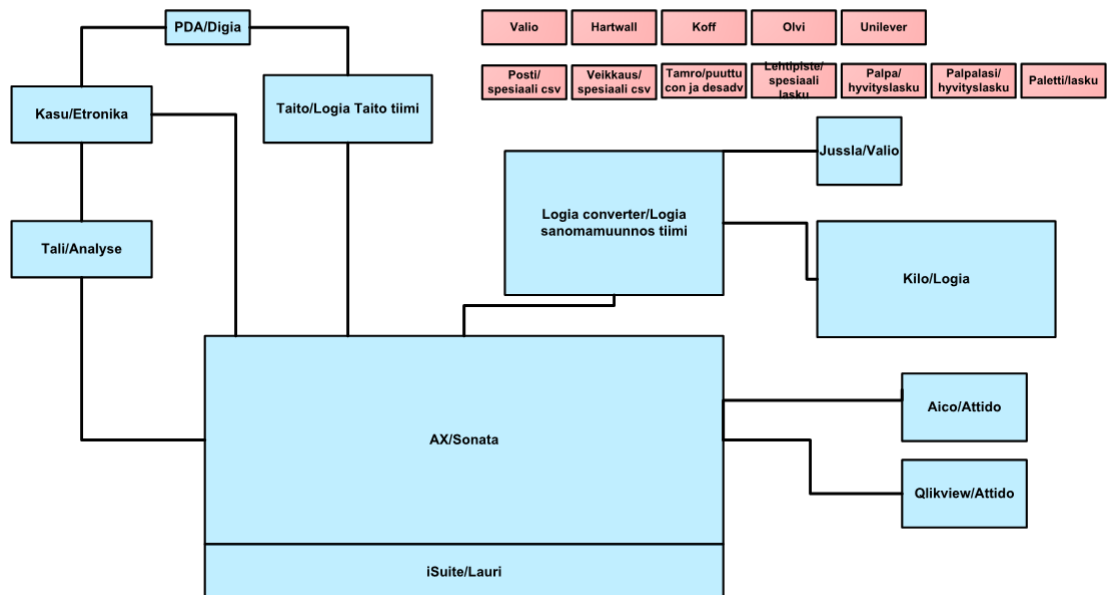 PDA/Digia
Valio
Hartwall
Koff
Olvi
Unilever
Posti/
spesiaali csv
Veikkaus/
spesiaali csv
Tamro/puuttu
con ja desadv
Lehtipiste/
spesiaali
lasku
Palpa/
hyvityslasku
Palpalasi/
hyvityslasku
Paletti/lasku
Kasu/Etronika
Taito/Logia Taito tiimi
Jussla/Valio
Logia converter/Logia
sanomamuunnos tiimi
Tali/Analyse
Kilo/Logia
Aico/Attido
AX/Sonata
Qlikview/Attido
iSuite/Lauri